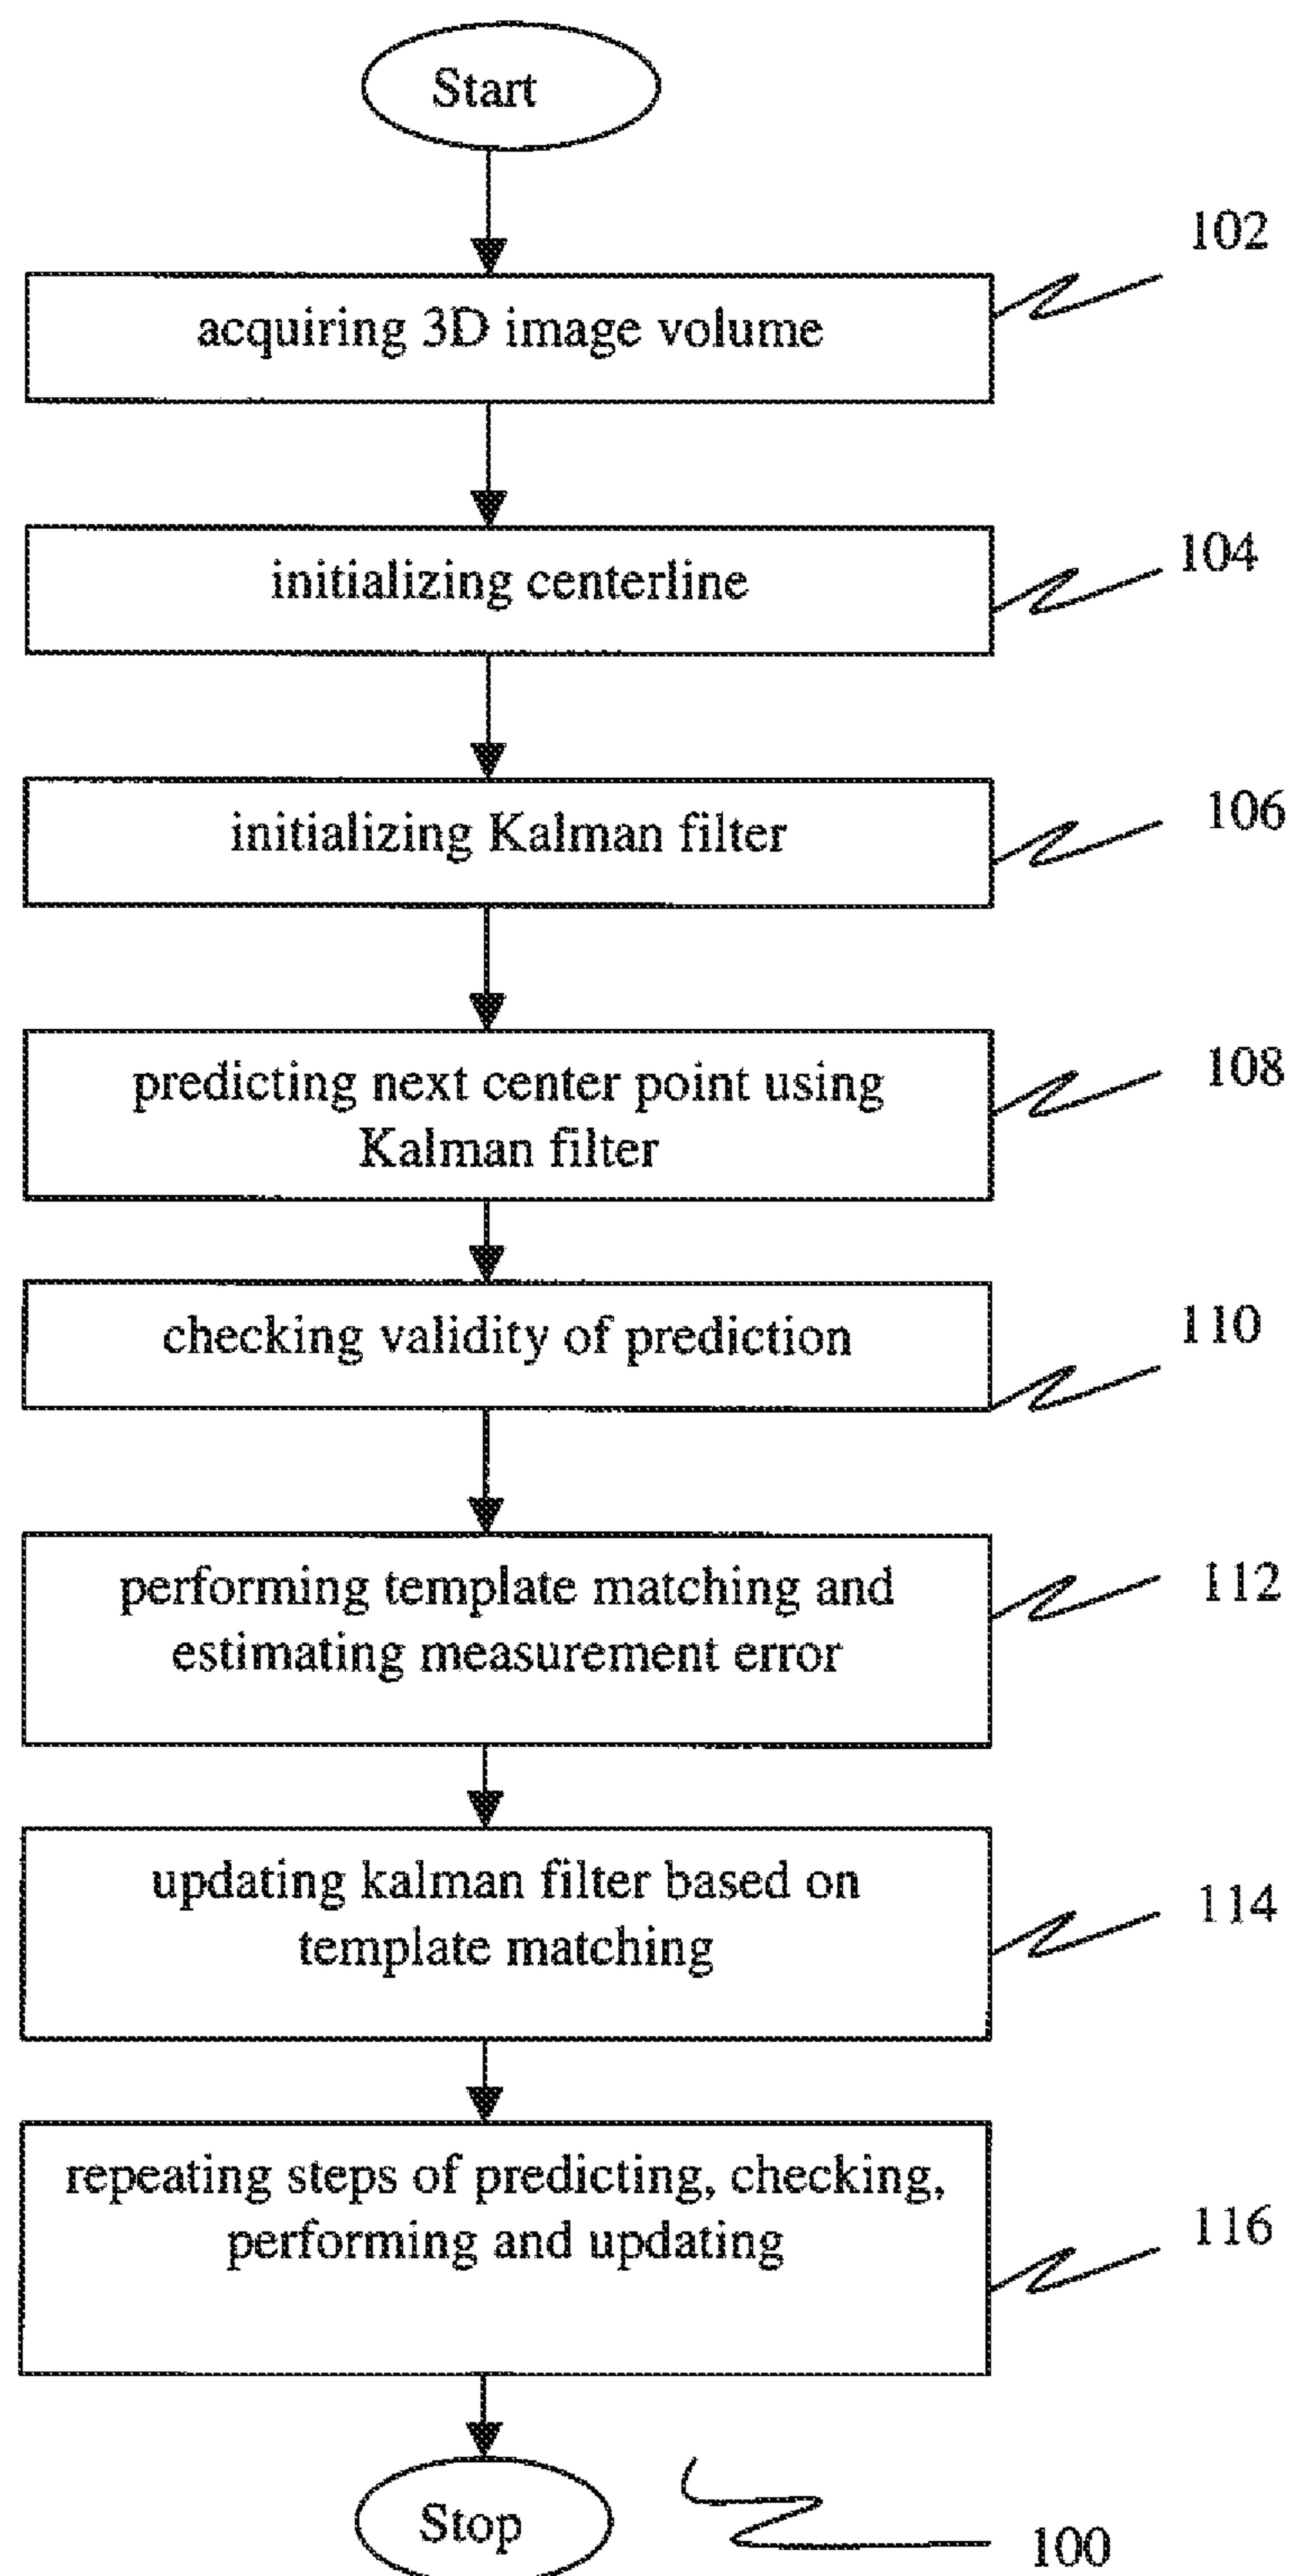 Start
102
acquiring 3D image volume
104
initializing centerline
106
initializing Kalman filter
108
predicting next center point using
Kalman filter
110
checking validity of prediction
112
performing template matching and
estimating measurement error
114
updating kalman filter based on
template matching
116
repeating steps of predicting, checking,
performing and updating
Stop
100